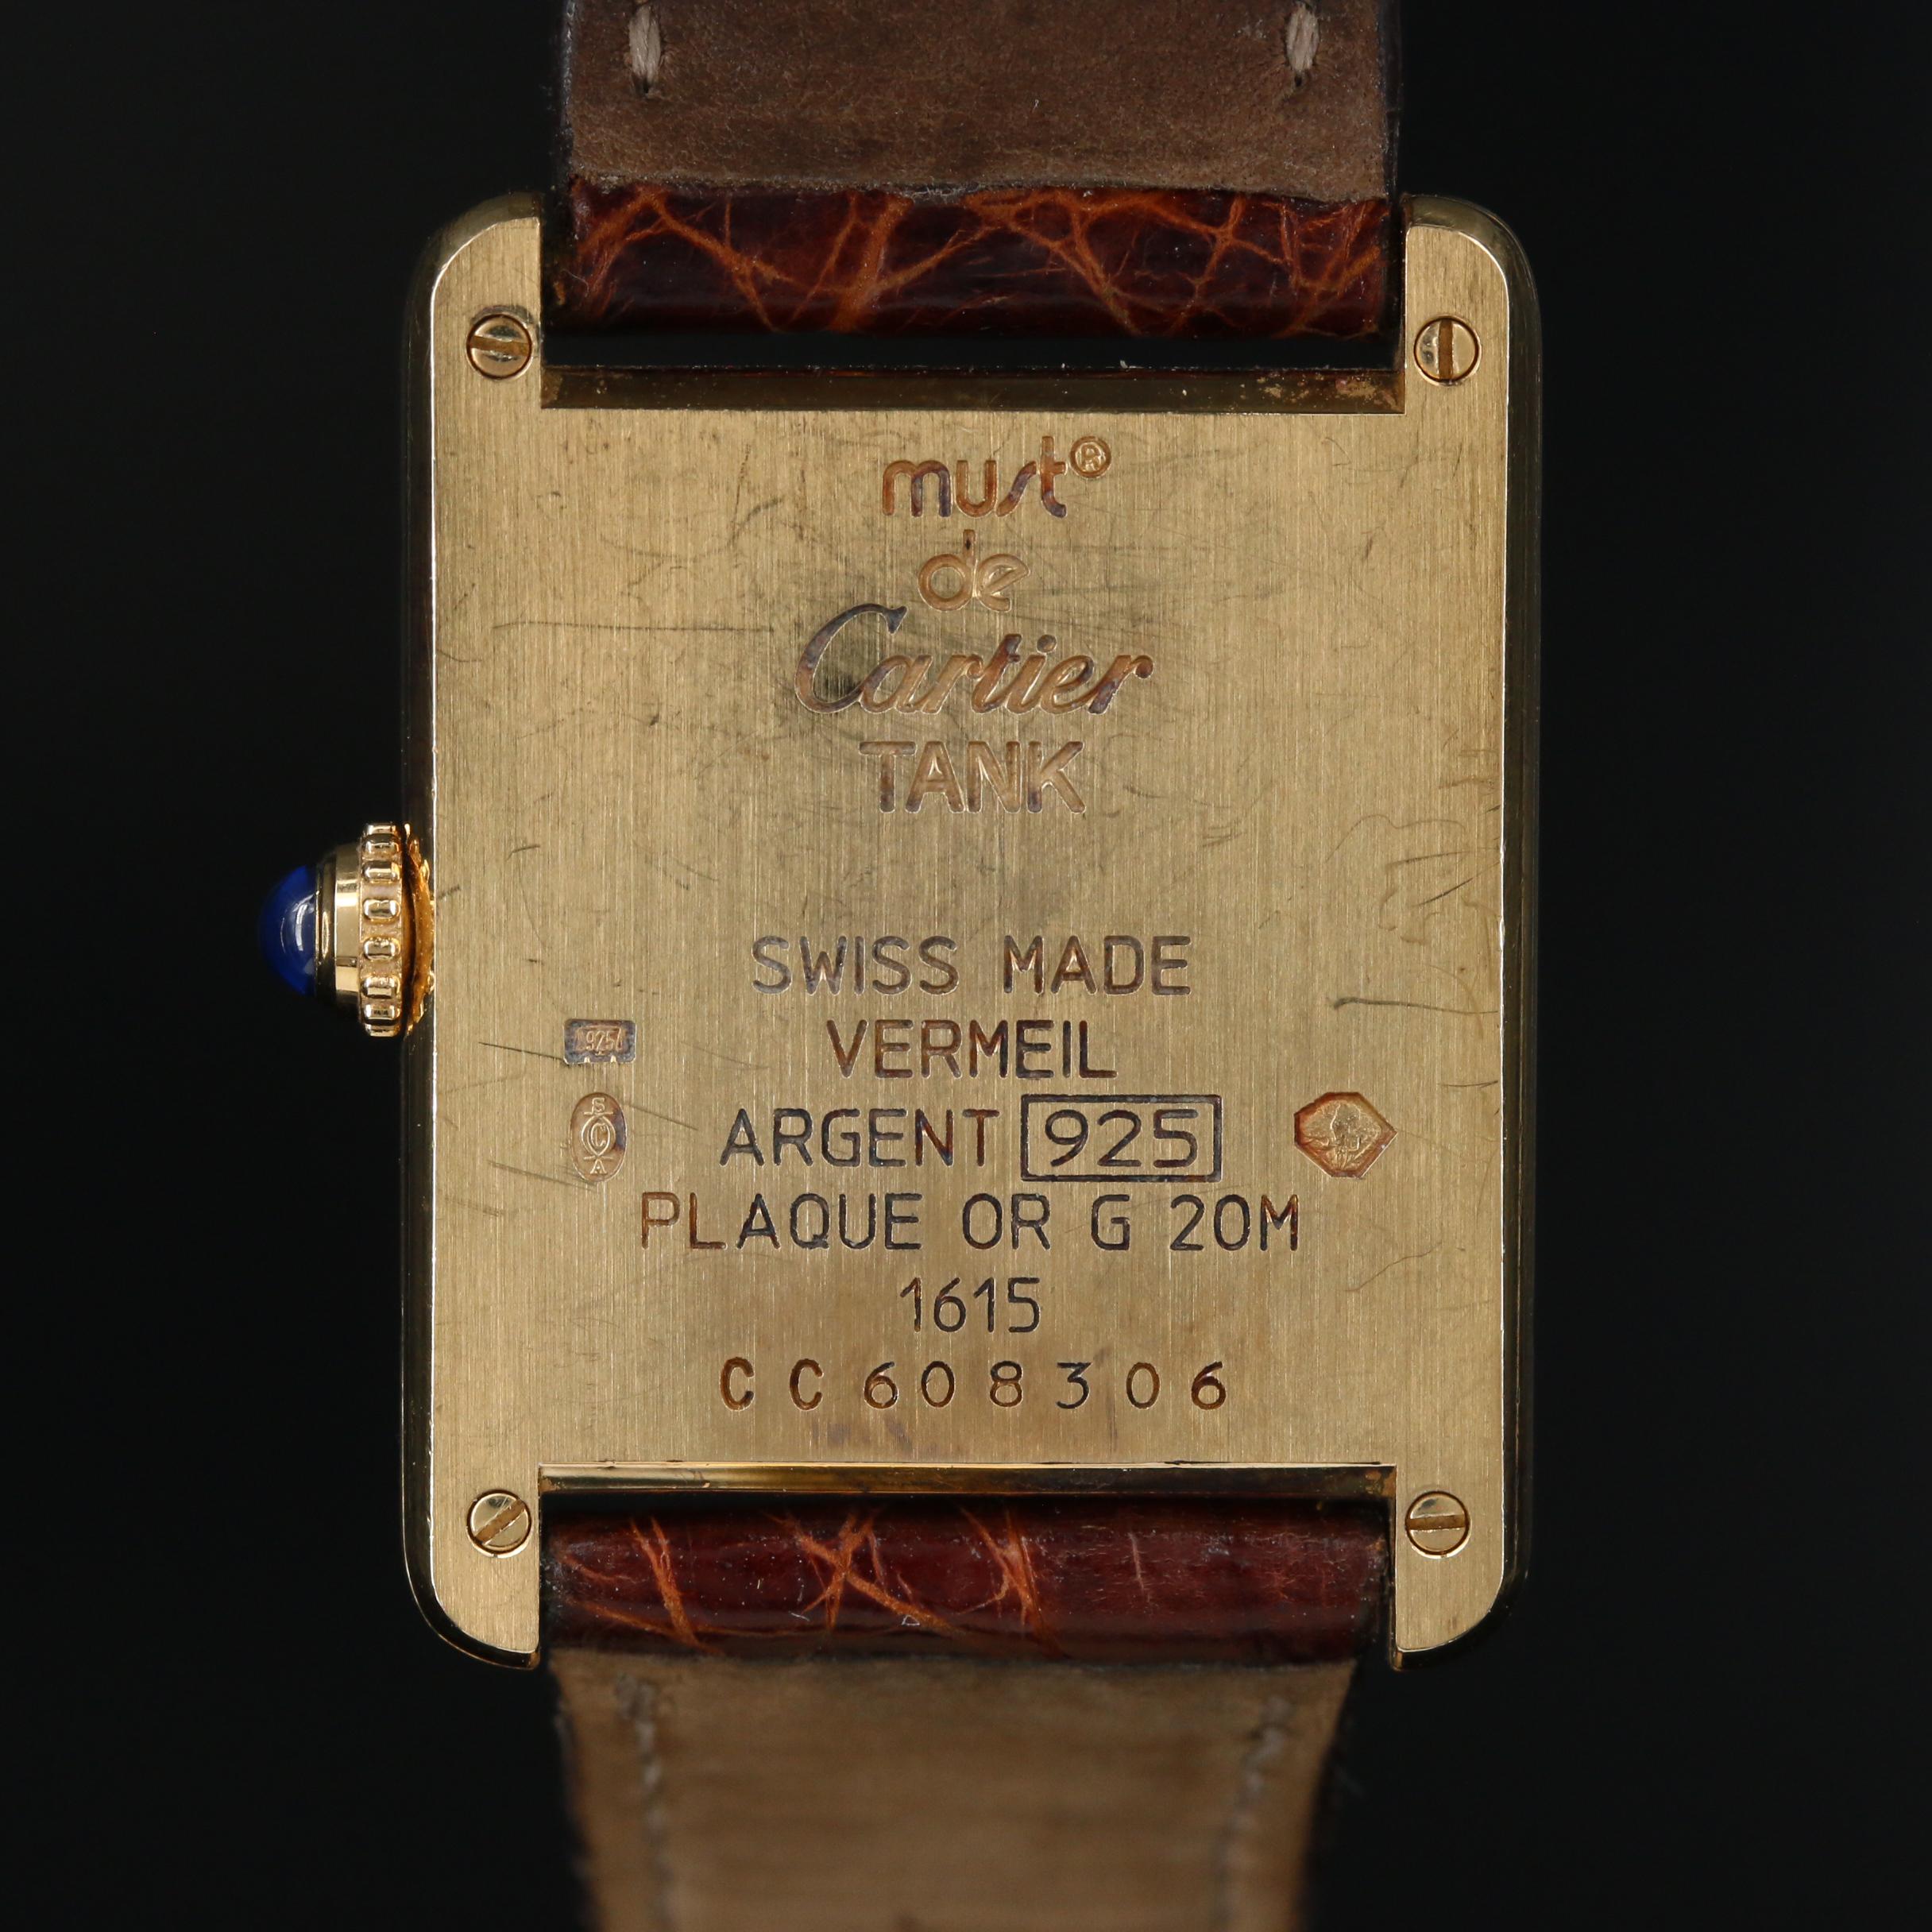 must®
de
Cartier
TANK
SWISS MADE
925
VERMEIL
S
C
A
ARGENT 925
PLAQUE OR G 20M
1615
CC608306